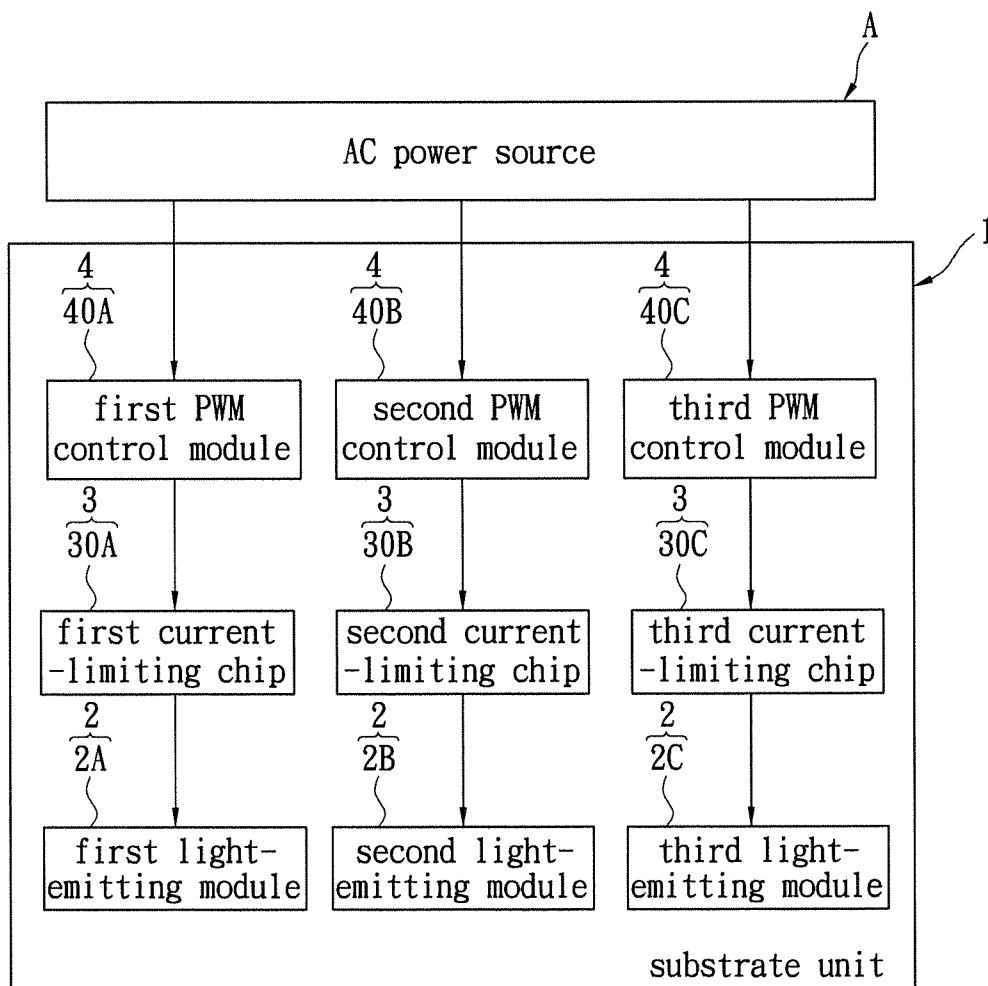 A
AC power source
1
4 4 4
40A 40B 40C
first PWM
control module
second PWM
control module
third PWM
control module
3 3 3
30A 30B 30C
first current
-limiting chip
second current
-limiting chip
third current
-limiting chip
2 2 2
2A 2B 2C
first light-
emitting module
second light-
emitting module
third light-
emitting module
substrate unit